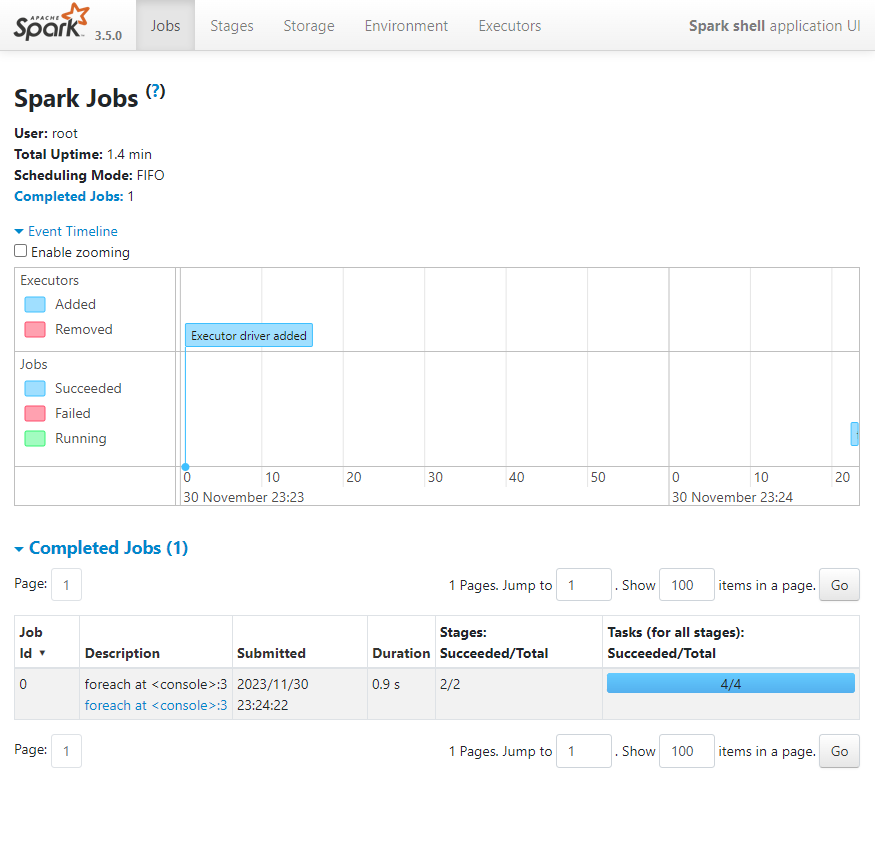 APACHE
Spark 3.5.0 Jobs Stages Storage Environment Executors Spark shell application UI
Spark Jobs (?)
User: root
Total Uptime: 1.4 min
Scheduling Mode: FIFO
Completed Jobs: 1
Event Timeline
Enable zooming
Executors
Added
Removed
Executor driver added
Jobs
Succeeded
Failed
Running
0 10 20 30 40 50 0 10 20
30 November 23:23 30 November 23:24
Completed Jobs (1)
Page: 1 1 Pages. Jump to 1 . Show 100 items in a page. Go
Job Id ▾ Description Submitted Duration Stages: Succeeded/Total Tasks (for all stages): Succeeded/Total
0 foreach at <console>:3 2023/11/30 0.9 s 2/2 4/4
foreach at <console>:3 23:24:22
Page: 1 1 Pages. Jump to 1 . Show 100 items in a page. Go